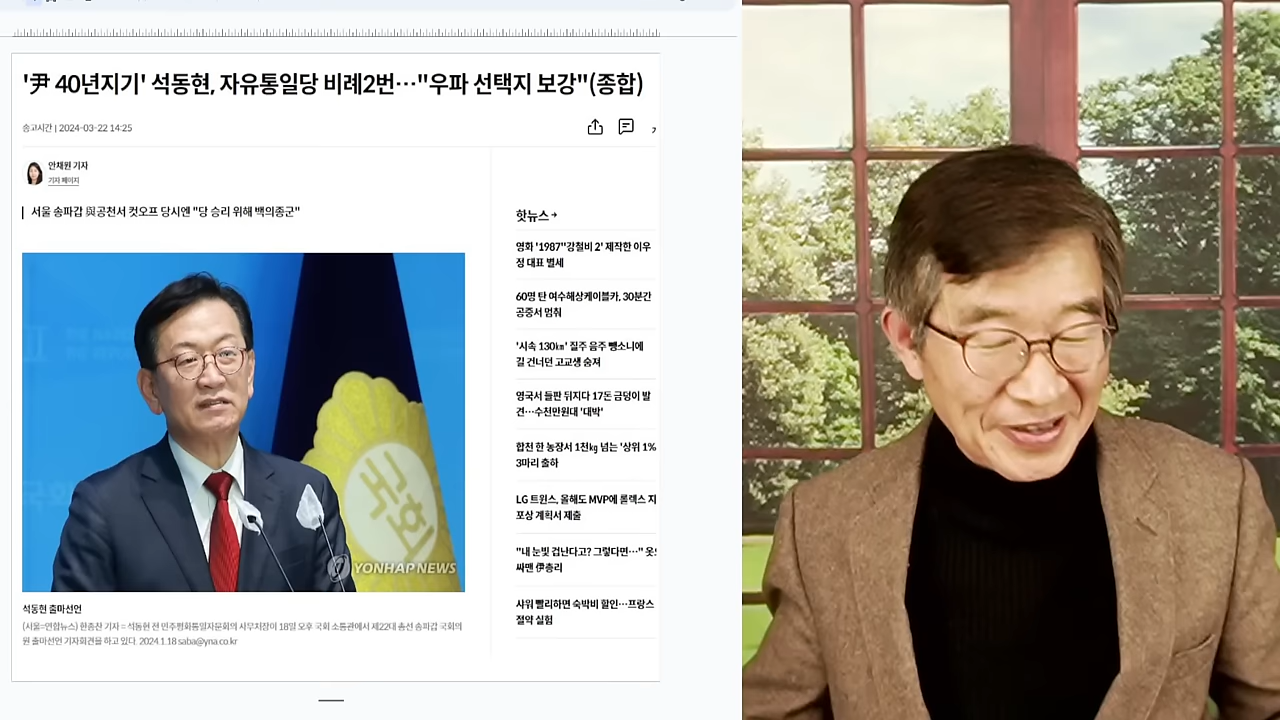 '尹 40년지기' 석동현, 자유통일당 비례2번…"우파 선택지 보강"(종합)
송고시간 | 2024-03-22 14:25
안채원 기자
기자 페이지
서울 송파갑 與공천서 컷오프 당시엔 "당 승리 위해 백의종군"
국회
YONHAP NEWS
석동현 출마선언
(서울=연합뉴스) 한종찬 기자 = 석동현 전 민주평화통일자문회의 사무처장이 18일 오후 국회 소통관에서 제22대 총선 송파갑 국회의
원 출마선언 기자회견을 하고 있다. 2024.1.18 saba@yna.co.kr
핫뉴스
영화 '1987''강철비 2' 제작한 이우
정 대표 별세
60명 탄 여수해상케이블카, 30분간
공중서 멈춰
'시속 130㎞' 질주 음주 뺑소니에
길 건너던 고교생 숨져
영국서 들판 뒤지다 17돈 금덩이 발
견…수천만원대 '대박'
합천 한 농장서 1천㎏ 넘는 '상위 1%
3마리 출하
LG 트윈스, 올해도 MVP에 롤렉스 지
포상 계획서 제출
"내 눈빛 겁난다고? 그렇다면…"
싸맨 伊총리
샤워 빨리하면 숙박비 할인…프랑스
절약 실험